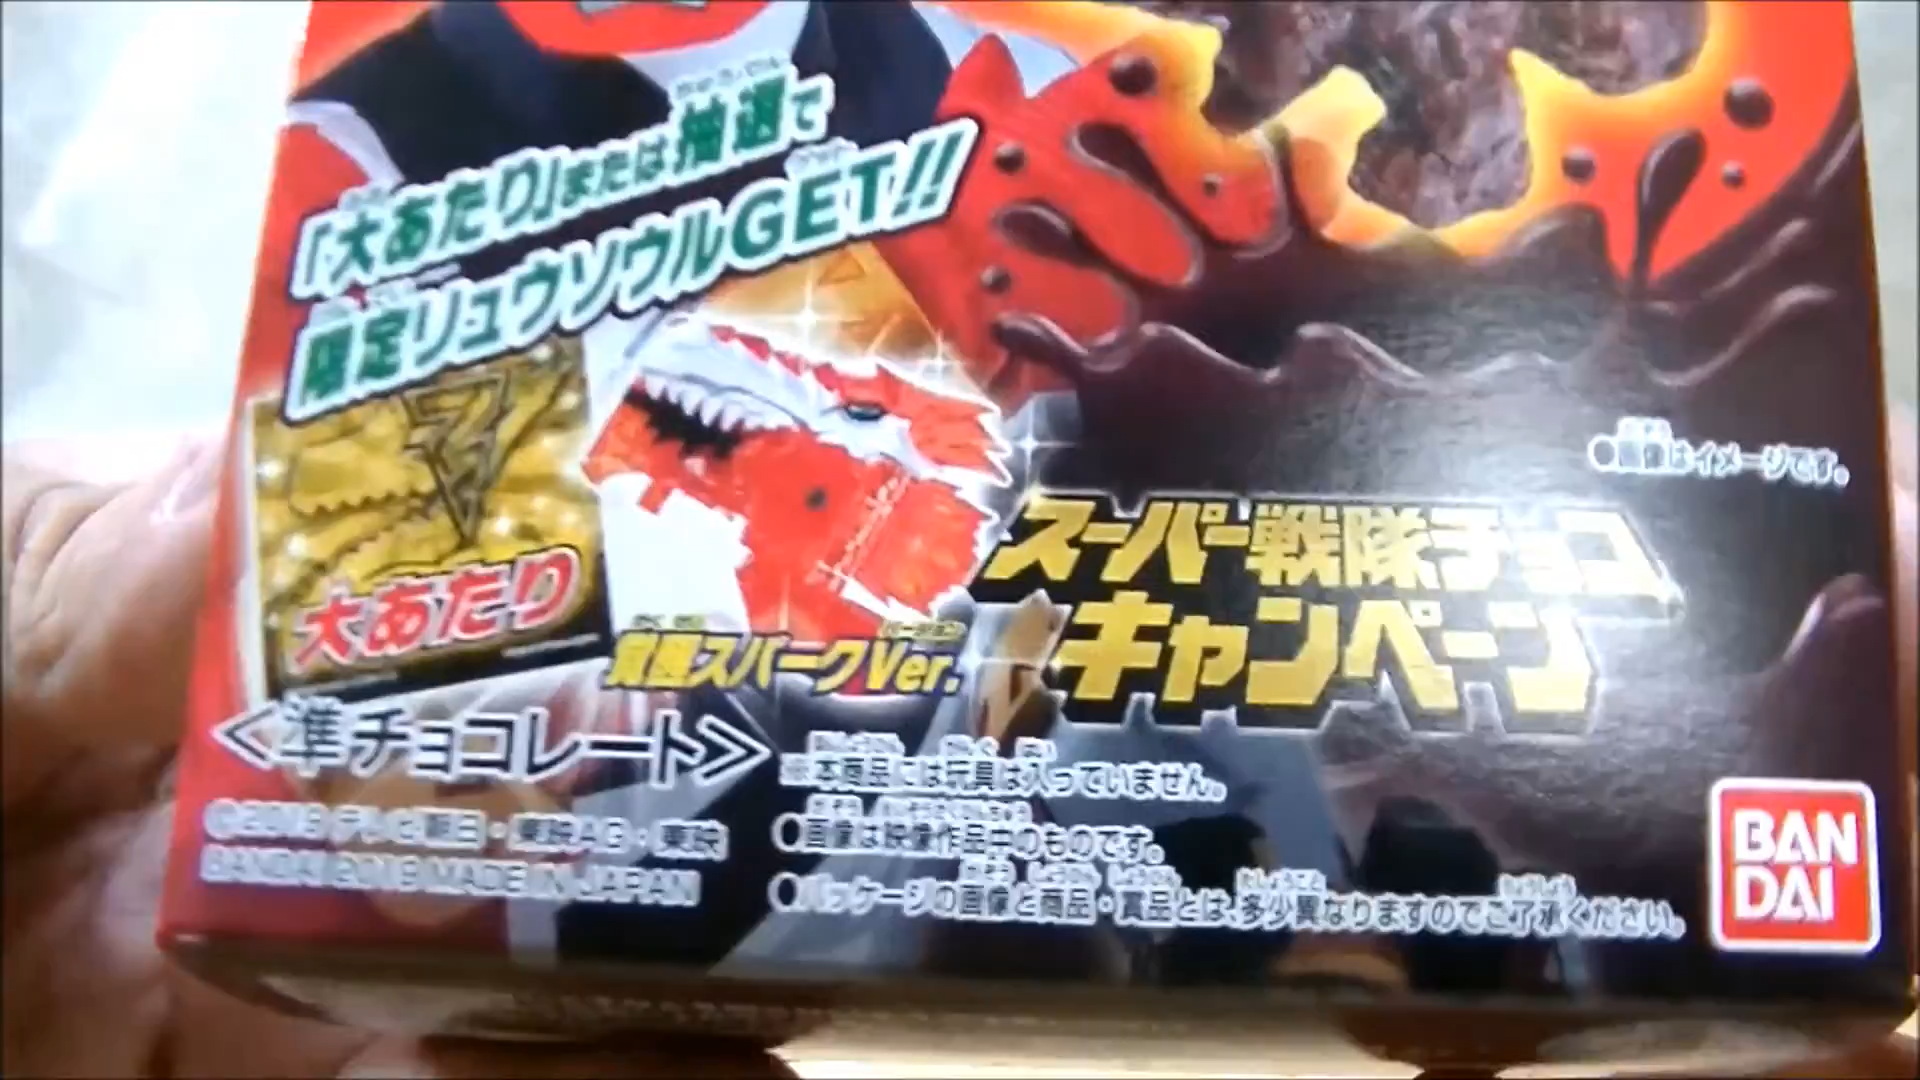 「大あたり」または抽選で
限定リュウソウルGET!!
大あたり
覚醒スパークVer.
●画像はイメージです。
スーパー戦隊チョコ
キャンペーン
<準チョコレート>
※本商品には玩具は入っていません。
©2019 テレビ朝日・東映AG・東映
BANDAI 2019 MADE IN JAPAN
●画像は映像作品中のものです。
●パッケージの画像と商品・賞品とは、多少異なりますのでご了承ください。
BAN
DAI